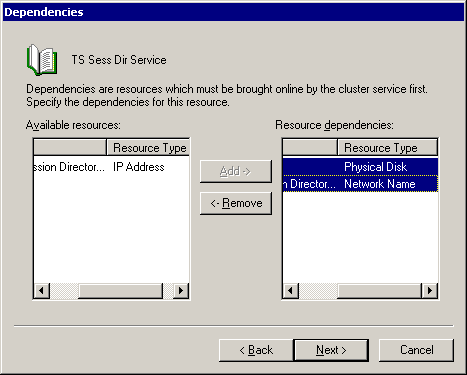 Dependencies
TS Sess Dir Service
Dependencies are resources which must be brought online by the cluster service first.
Specify the dependencies for this resource.
Available resources:
Resource dependencies:
Resource Type
ssion Director... IP Address
Add ->
<- Remove
Resource Type
Physical Disk
n Director... Network Name
< Back
Next >
Cancel